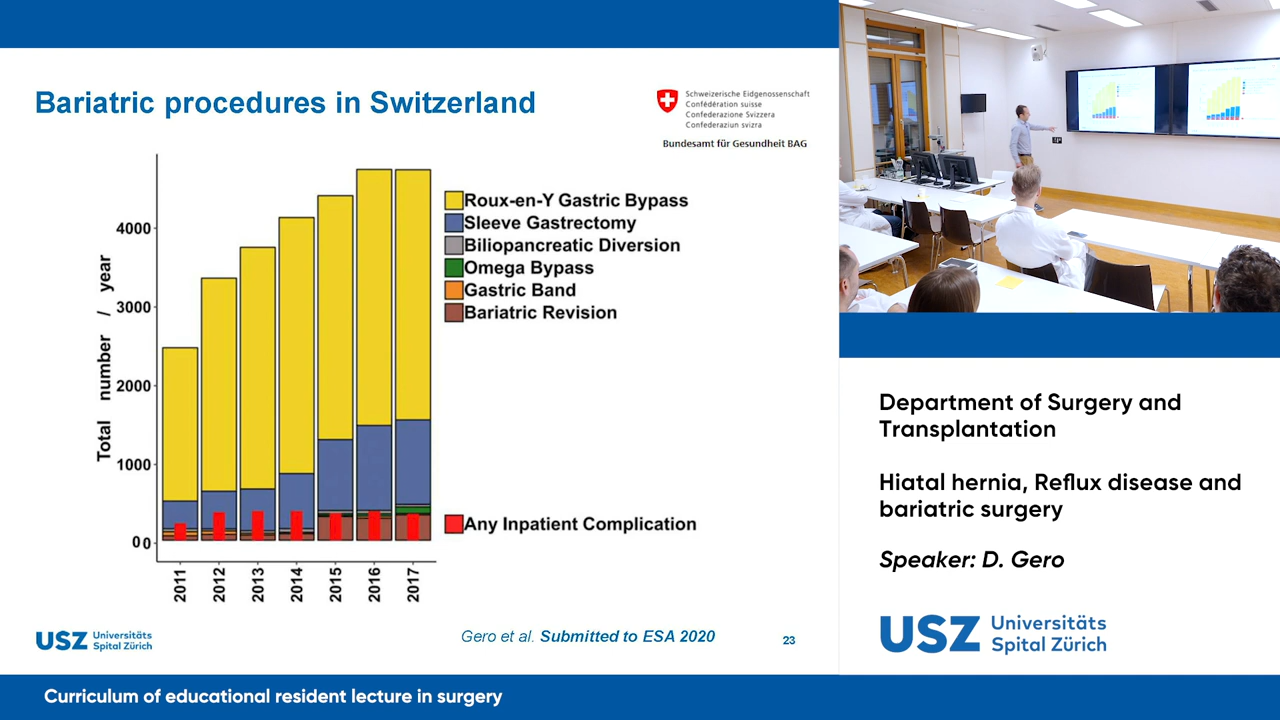 Bariatric procedures in Switzerland
Schweizerische Eidgenossenschaft
Confédération suisse
Confederazione Svizzera
Confederaziun svizra
Bundesamt für Gesundheit BAG
Total number / year
4000
3000
2000
1000
0 0
2011
2012
2013
2014
2015
2016
2017
Roux-en-Y Gastric Bypass
Sleeve Gastrectomy
Biliopancreatic Diversion
Omega Bypass
Gastric Band
Bariatric Revision
Any Inpatient Complication
USZ Universitäts
Spital Zürich
Gero et al. Submitted to ESA 2020
23
Department of Surgery and
Transplantation
Hiatal hernia, Reflux disease and
bariatric surgery
Speaker: D. Gero
USZ Universitäts
Spital Zürich
Curriculum of educational resident lecture in surgery